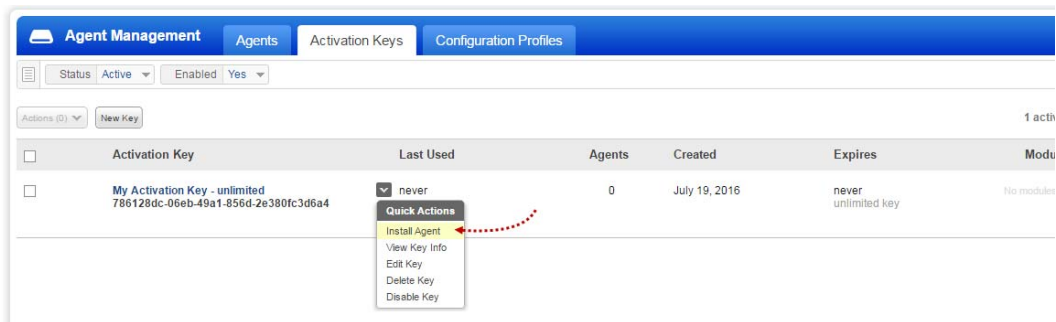 Agent Management
Agents
Activation Keys
Configuration Profiles
Status Active
Enabled Yes
Actions (0)
New Key
1 activ
Activation Key
Last Used
Agents
Created
Expires
Modu
My Activation Key - unlimited
never
0
July 19, 2016
never
No modules
786128dc-06eb-49a1-856d-2e380fc3d6a4
unlimited key
Quick Actions
Install Agent
View Key Info
Edit Key
Delete Key
Disable Key